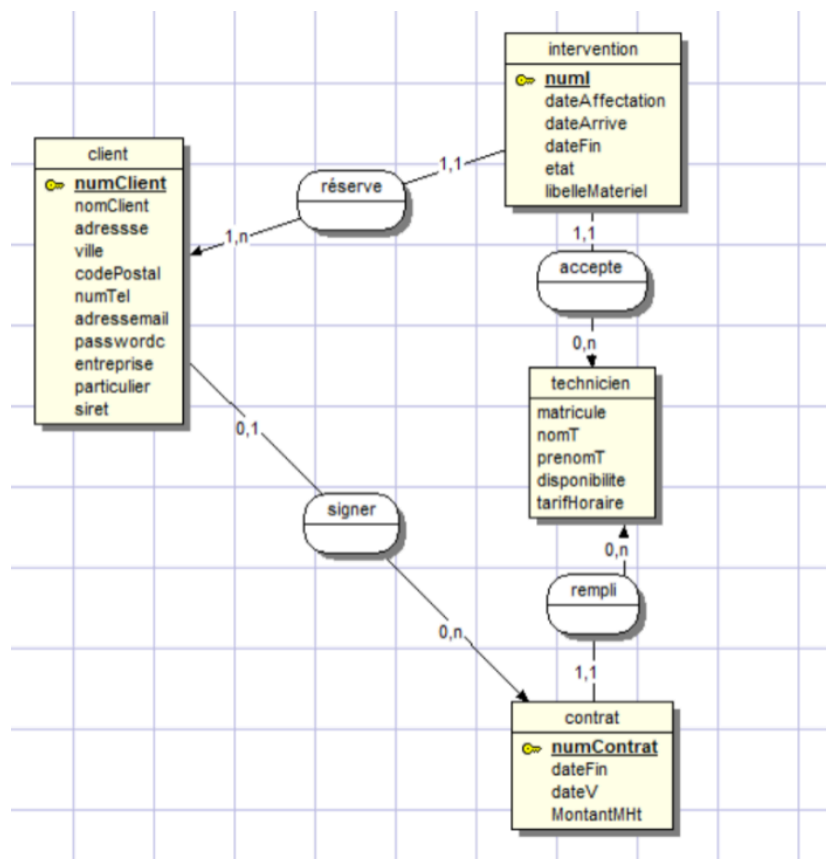 intervention
numI
dateAffectation
dateArrive
dateFin
etat
libelleMateriel
client
numClient
nomClient
adressse
ville
codePostal
numTel
adressemail
passwordc
entreprise
particulier
siret
réserve
1,1
1,n
1,1
accepte
0,n
technicien
matricule
nomT
prenomT
disponibilite
tarifHoraire
0,1
signer
0,n
0,n
rempli
1,1
contrat
numContrat
dateFin
dateV
MontantMHt